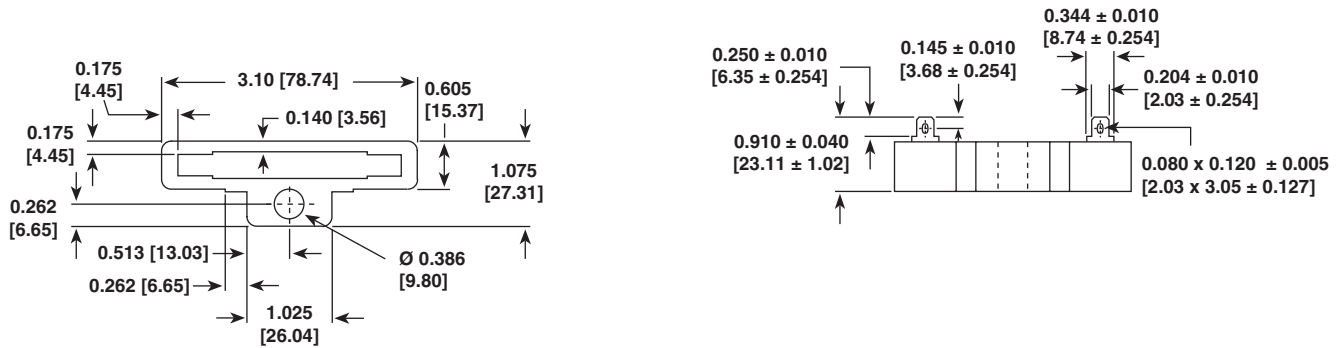 0.175
[4.45]
3.10 [78.74]
0.605
[15.37]
0.140 [3.56]
0.175
[4.45]
1.075
[27.31]
0.262
[6.65]
0.513 [13.03]
Ø 0.386
[9.80]
0.262 [6.65]
1.025
[26.04]
0.344 ± 0.010
[8.74 ± 0.254]
0.250 ± 0.010
[6.35 ± 0.254]
0.145 ± 0.010
[3.68 ± 0.254]
0.204 ± 0.010
[2.03 ± 0.254]
0.910 ± 0.040
[23.11 ± 1.02]
0.080 x 0.120 ± 0.005
[2.03 x 3.05 ± 0.127]